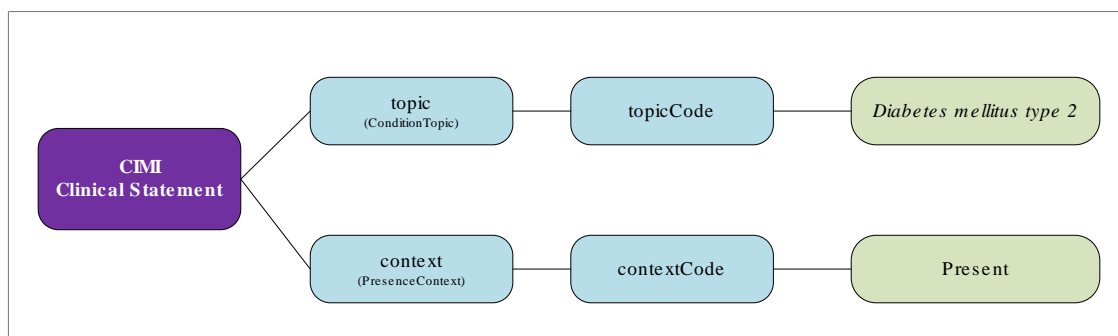 CIMI
Clinical Statement
topic
(ConditionTopic)
topicCode
Diabetes mellitus type 2
context
(PresenceContext)
contextCode
Present